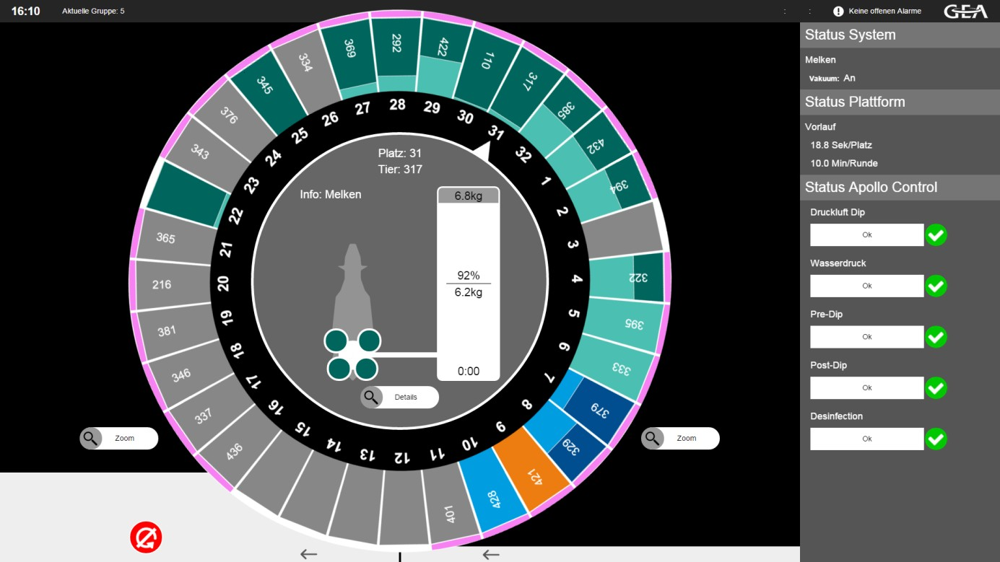 16:10
Aktuelle Gruppe: 5
:
:
Keine offenen Alarme
GEA
Status System
Melken
Vakuum: An
Status Plattform
Vorlauf
18.8 Sek/Platz
10.0 Min/Runde
Status Apollo Control
Druckluft Dip
Ok
Wasserdruck
Ok
Pre-Dip
Ok
Post-Dip
Ok
Desinfection
Ok
369
292
422
110
317
385
432
394
322
395
333
379
329
421
428
401
436
337
346
381
216
365
343
376
345
334
1
2
3
4
5
6
7
8
9
10
11
12
13
14
15
16
17
18
19
20
21
22
23
24
25
26
27
28
29
30
31
32
Platz: 31
Tier: 317
Info: Melken
6.8kg
92%
6.2kg
0:00
Details
Zoom
Zoom